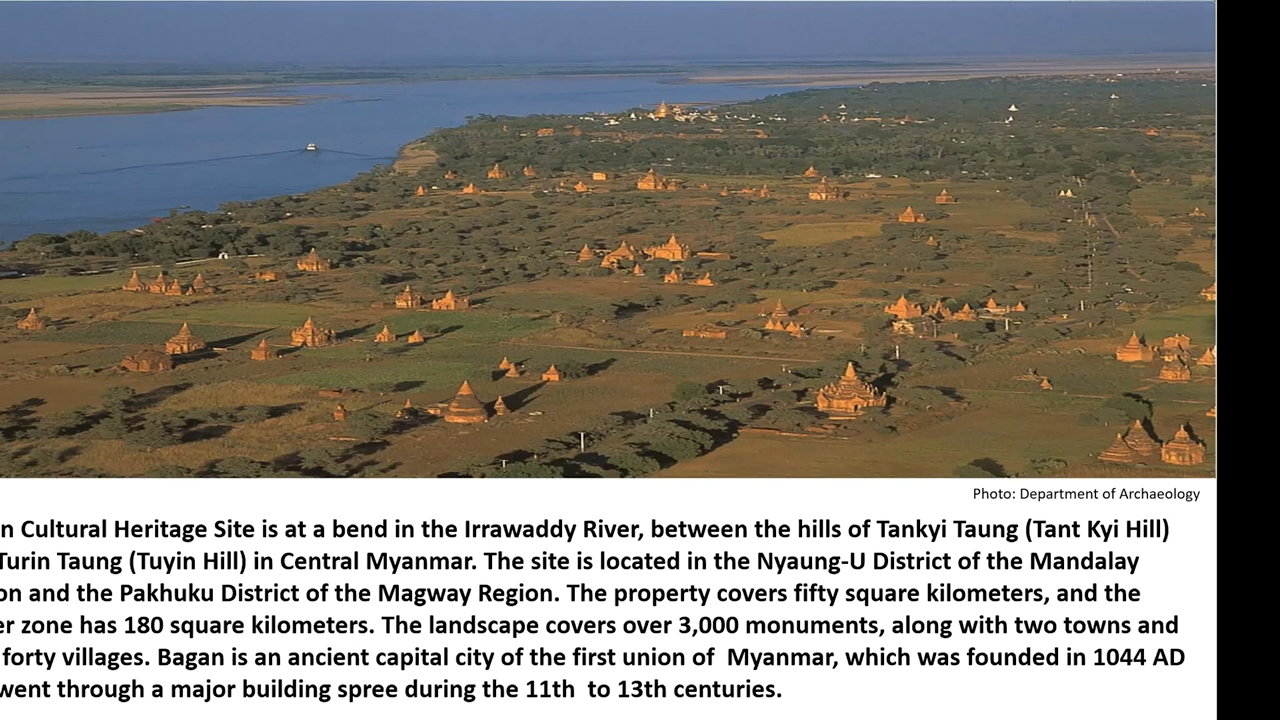 Photo: Department of Archaeology
n Cultural Heritage Site is at a bend in the Irrawaddy River, between the hills of Tankyi Taung (Tant Kyi Hill)
Turin Taung (Tuyin Hill) in Central Myanmar. The site is located in the Nyaung-U District of the Mandalay
on and the Pakhuku District of the Magway Region. The property covers fifty square kilometers, and the
er zone has 180 square kilometers. The landscape covers over 3,000 monuments, along with two towns and
forty villages. Bagan is an ancient capital city of the first union of  Myanmar, which was founded in 1044 AD
went through a major building spree during the 11th  to 13th centuries.